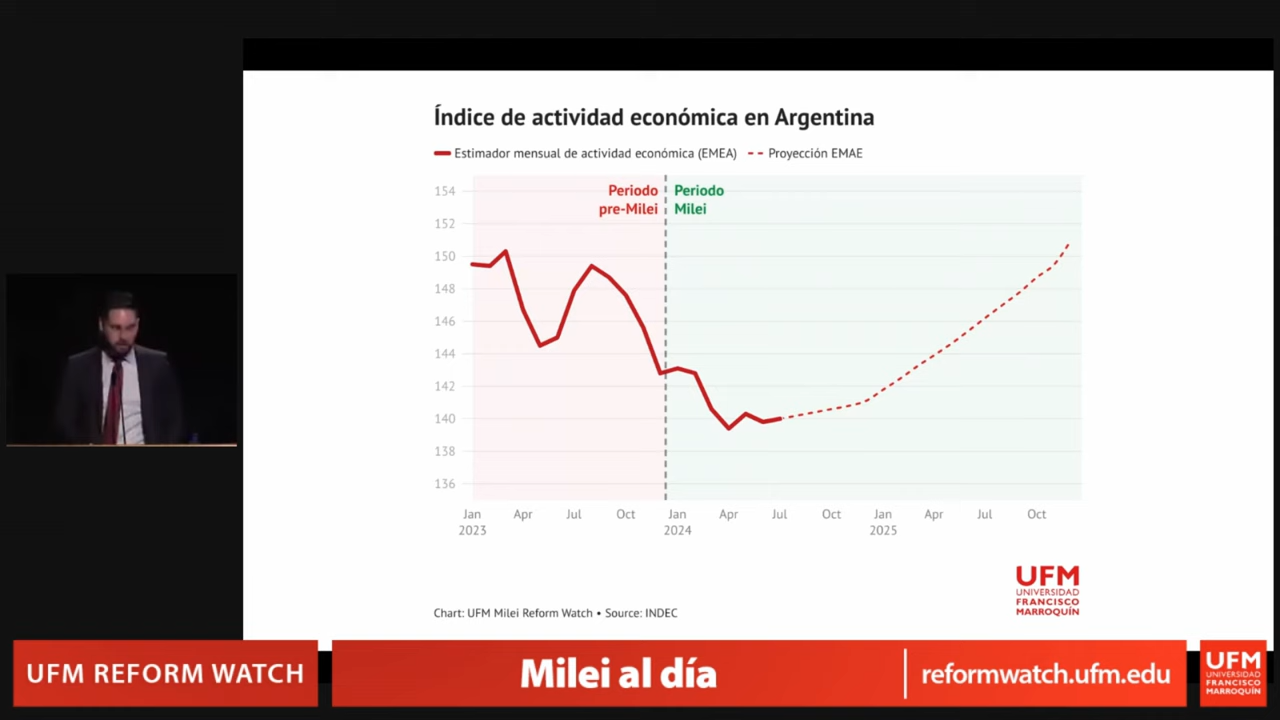 Índice de actividad económica en Argentina
Estimador mensual de actividad económica (EMEA) Proyección EMAE
154
152
150
148
146
144
142
140
138
136
Periodo pre-Milei
Periodo Milei
Jan Apr Jul Oct Jan Apr Jul Oct Jan Apr Jul Oct
2023 2024 2025
UFM
UNIVERSIDAD
FRANCISCO
MARROQUÍN
Chart: UFM Milei Reform Watch • Source: INDEC
UFM REFORM WATCH
Milei al día
reformwatch.ufm.edu
UFM
UNIVERSIDAD
FRANCISCO
MARROQUÍN